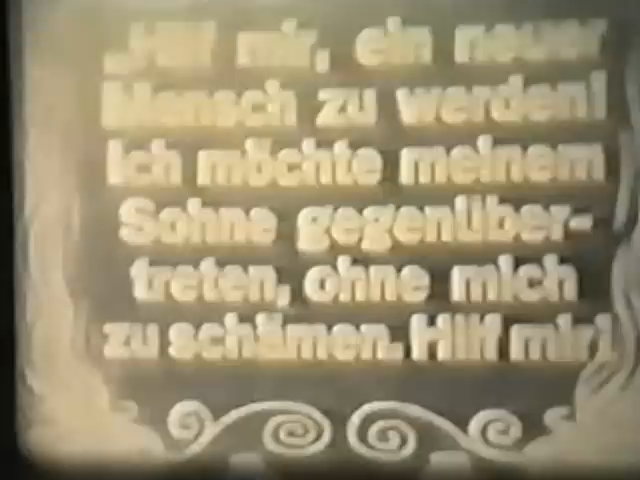 „Hilf mir, ein neuer
Mensch zu werden!
Ich möchte meinem
Sohne gegenüber-
treten, ohne mich
zu schämen. Hilf mir!